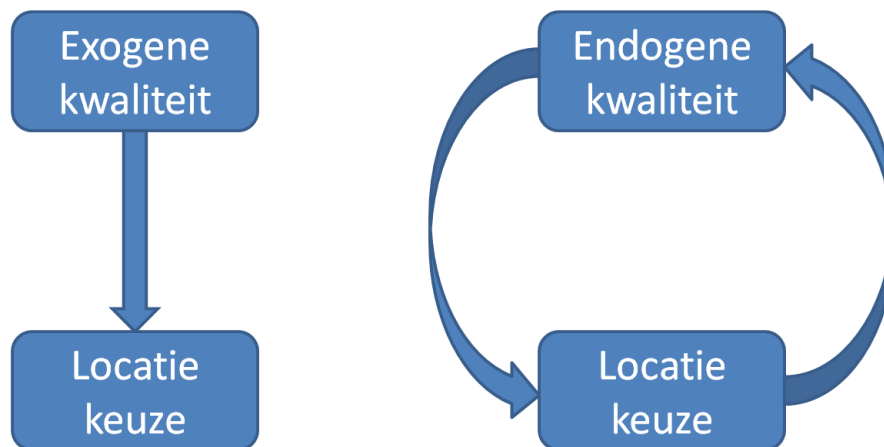 Exogene
kwaliteit
Endogene
kwaliteit
Locatie
keuze
Locatie
keuze